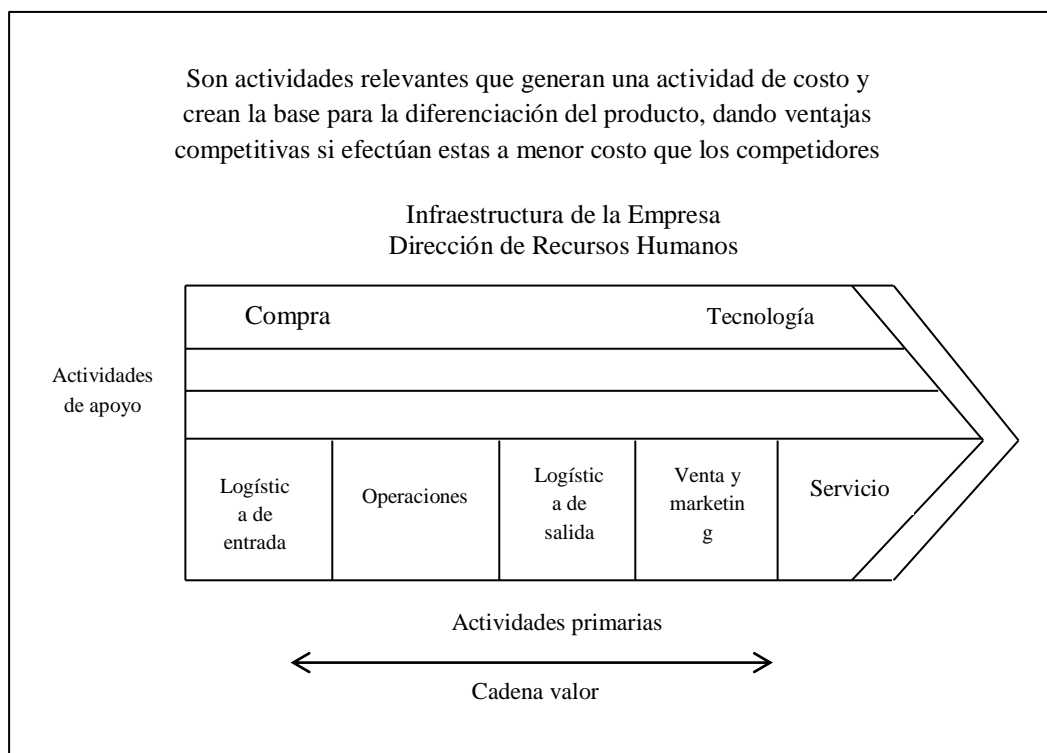 Son actividades relevantes que generan una actividad de costo y
crean la base para la diferenciación del producto, dando ventajas
competitivas si efectúan estas a menor costo que los competidores
Infraestructura de la Empresa
Dirección de Recursos Humanos
Compra
Tecnología
Actividades
de apoyo
Logístic
a de
entrada
Operaciones
Logístic
a de
salida
Venta y
marketin
g
Servicio
Actividades primarias
Cadena valor